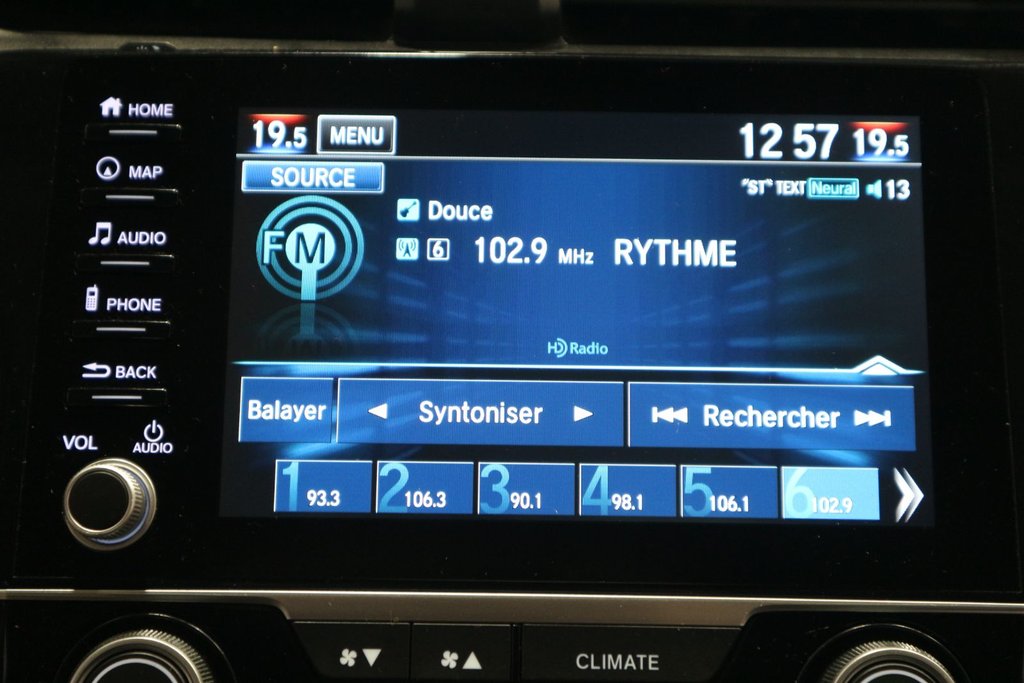 HOME
MAP
AUDIO
PHONE
BACK
VOL
AUDIO
19.5 MENU 12 57 19.5
SOURCE "ST" TEXT Neural 13
FM
Douce
6 102.9 MHz RYTHME
HD Radio
Balayer Syntoniser Rechercher
1 93.3 2 106.3 3 90.1 4 98.1 5 106.1 6 102.9
CLIMATE